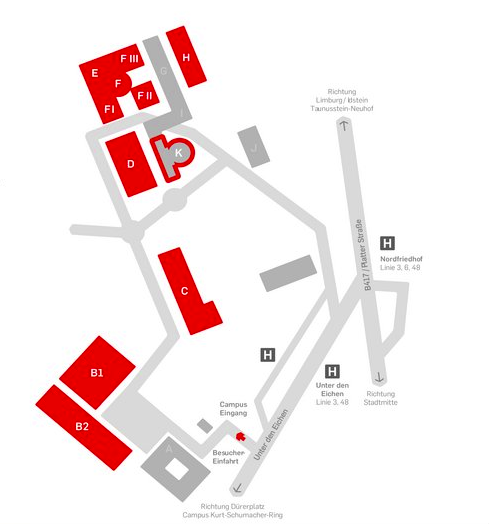 F III
H
E
G
F
F II
F I
I
D
K
J
Richtung
Limburg/Idstein
Taunusstein-Neuhof
B417 / Platter Straße
H
Nordfriedhof
Linie 3, 6, 48
C
H
H
Unter den
Eichen
Linie 3, 48
Richtung
Stadtmitte
B1
B2
Campus
Eingang
Unter den Eichen
A
Besucher
Einfahrt
Richtung Dürerplatz
Campus Kurt-Schumacher-Ring